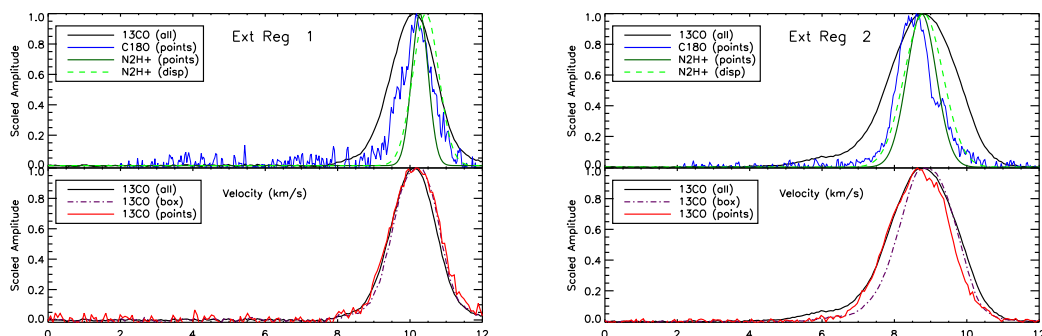 Ext Reg 1
13CO (all)
C18O (points)
N2H+ (points)
N2H+ (disp)
Scaled Amplitude
1.0
0.8
0.6
0.4
0.2
0.0
Velocity (km/s)
13CO (all)
13CO (box)
13CO (points)
Scaled Amplitude
1.0
0.8
0.6
0.4
0.2
0.0
0 2 4 6 8 10 12
Ext Reg 2
13CO (all)
C18O (points)
N2H+ (points)
N2H+ (disp)
Scaled Amplitude
1.0
0.8
0.6
0.4
0.2
0.0
Velocity (km/s)
13CO (all)
13CO (box)
13CO (points)
Scaled Amplitude
1.0
0.8
0.6
0.4
0.2
0.0
0 2 4 6 8 10 12